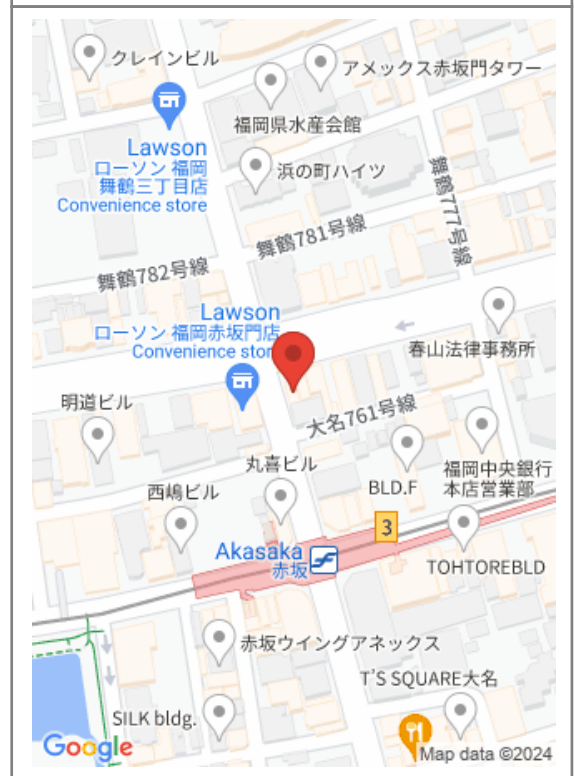 クレインビル
アメックス赤坂門タワー
福岡県水産会館
Lawson
ローソン 福岡
舞鶴三丁目店
Convenience store
浜の町ハイツ
舞鶴777号線
舞鶴781号線
舞鶴782号線
Lawson
ローソン 福岡赤坂門店
Convenience stor
春山法律事務所
明道ビル
大名761号線
丸喜ビル
西嶋ビル
BLD.F
福岡中央銀行
本店営業部
3
Akasaka
赤坂
TOHTOREBLD
赤坂ウイングアネックス
T'S SQUARE大名
SILK bldg.
Google
Map data ©2024